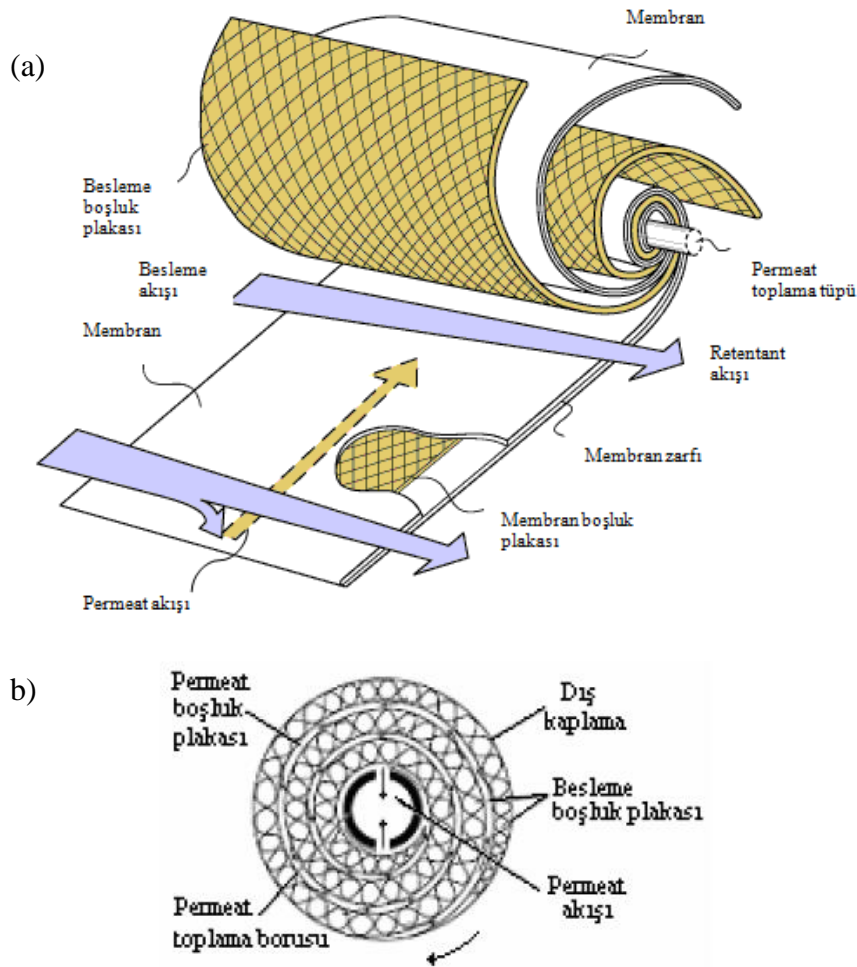 (a)
Membran
Besleme
boşluk
plakası
Besleme
akışı
Membran
Permeat
toplama tüpü
Retentant
akışı
Membran zarfı
Membran boşluk
plakası
Permeat akışı
b)
Permeat
boşluk
plakası
Dış
kaplama
Besleme
boşluk plakası
Permeat
akışı
Permeat
toplama borusu